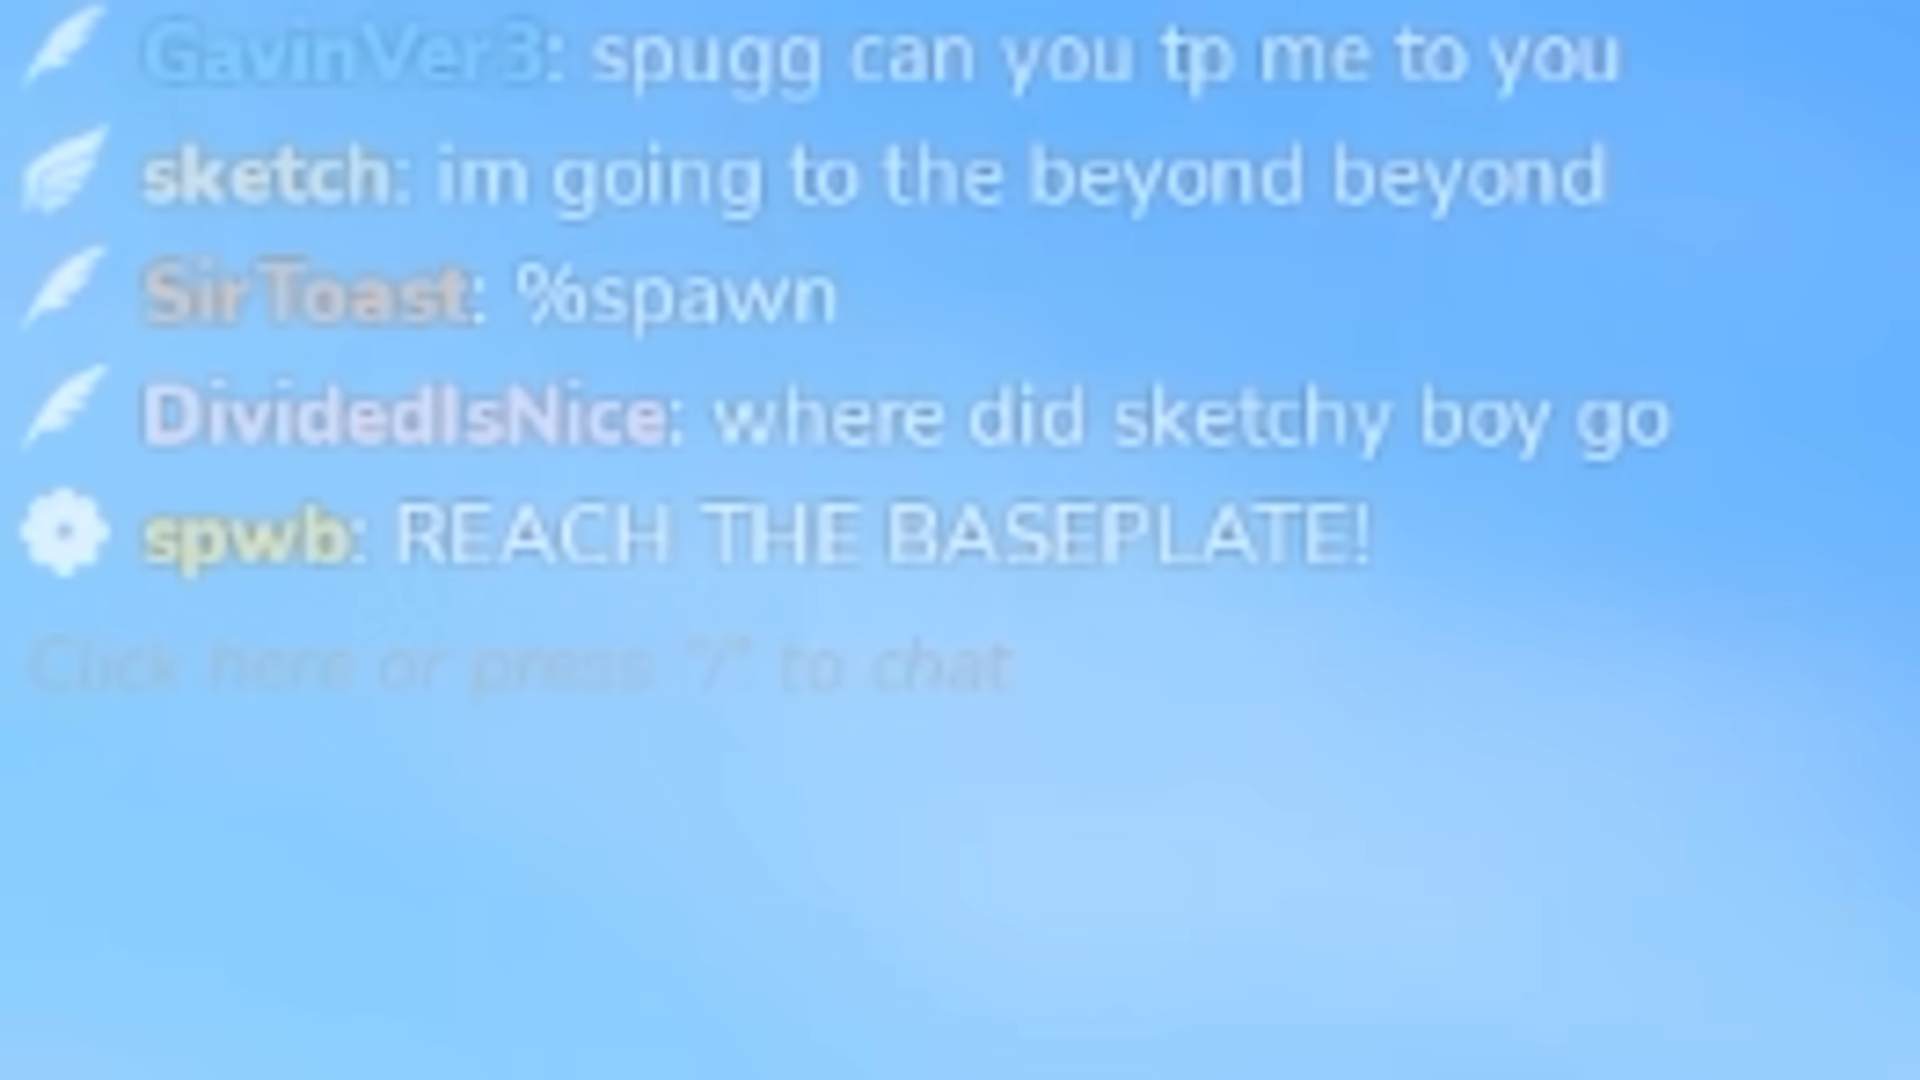 GavinVer3: spugg can you tp me to you
sketch: im going to the beyond beyond
SirToast: %spawn
DividedIsNice: where did sketchy boy go
spwb: REACH THE BASEPLATE!
Click here or press "/" to chat